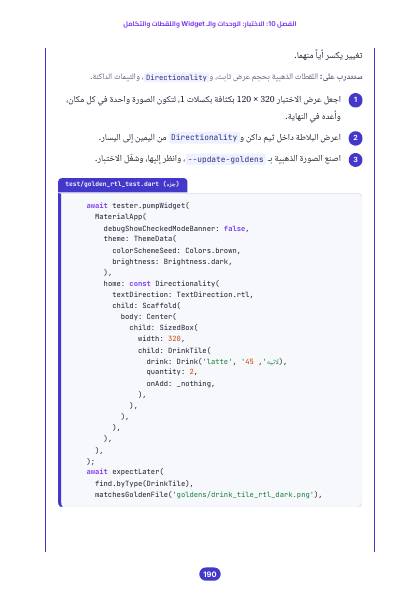 الفصل 10: الاختبار: الوحدات والـ Widget واللقطات والتكامل
تغيير يكسر أياً منهما.
ستتدرب على: اللقطات الذهبية بحجم عرض ثابت، و Directionality، والثيمات الداكنة.
1 اجعل عرض الاختبار 320 × 120 بكثافة بكسلات 1، لتكون الصورة واحدة في كل مكان،
وأعده في النهاية.
2 اعرض البلاطة داخل ثيم داكن و Directionality من اليمين إلى اليسار.
3 اصنع الصورة الذهبية بـ --update-goldens، وانظر إليها، وشغّل الاختبار.
test/golden_rtl_test.dart (جزء)
await tester.pumpWidget(
MaterialApp(
debugShowCheckedModeBanner: false,
theme: ThemeData(
colorSchemeSeed: Colors.brown,
brightness: Brightness.dark,
),
home: const Directionality(
textDirection: TextDirection.rtl,
child: Scaffold(
body: Center(
child: SizedBox(
width: 320,
child: DrinkTile(
drink: Drink('latte', 'لاتيه', 45),
quantity: 2,
onAdd: _nothing,
),
),
),
),
),
),
);
await expectLater(
find.byType(DrinkTile),
matchesGoldenFile('goldens/drink_tile_rtl_dark.png'),
190